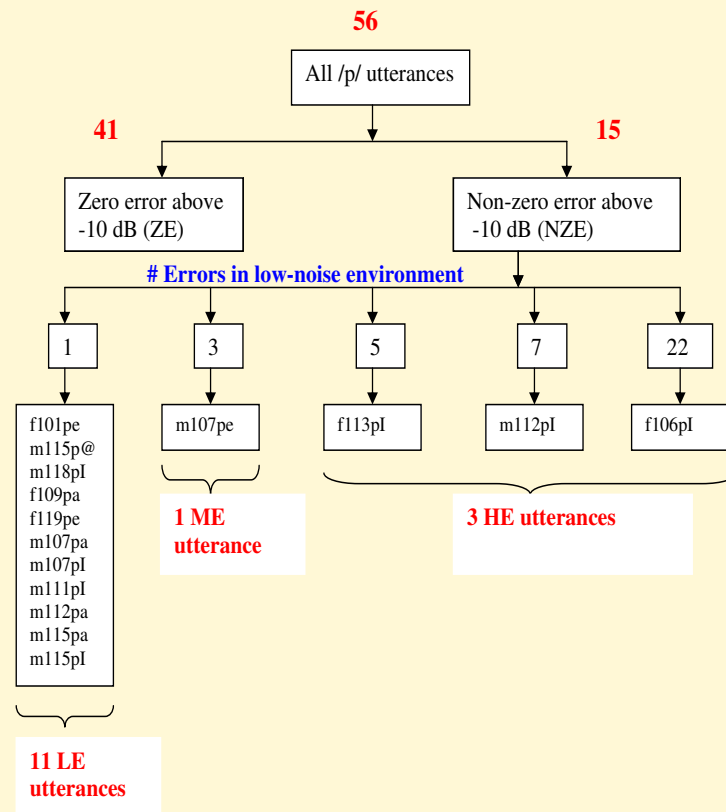 56
All /p/ utterances
41
15
Zero error above
-10 dB (ZE)
Non-zero error above
-10 dB (NZE)
# Errors in low-noise environment
1
3
5
7
22
f101pe
m115p@
m118pI
f109pa
f119pe
m107pa
m107pI
m111pI
m112pa
m115pa
m115pI
m107pe
f113pI
m112pI
f106pI
1 ME
utterance
3 HE utterances
11 LE
utterances